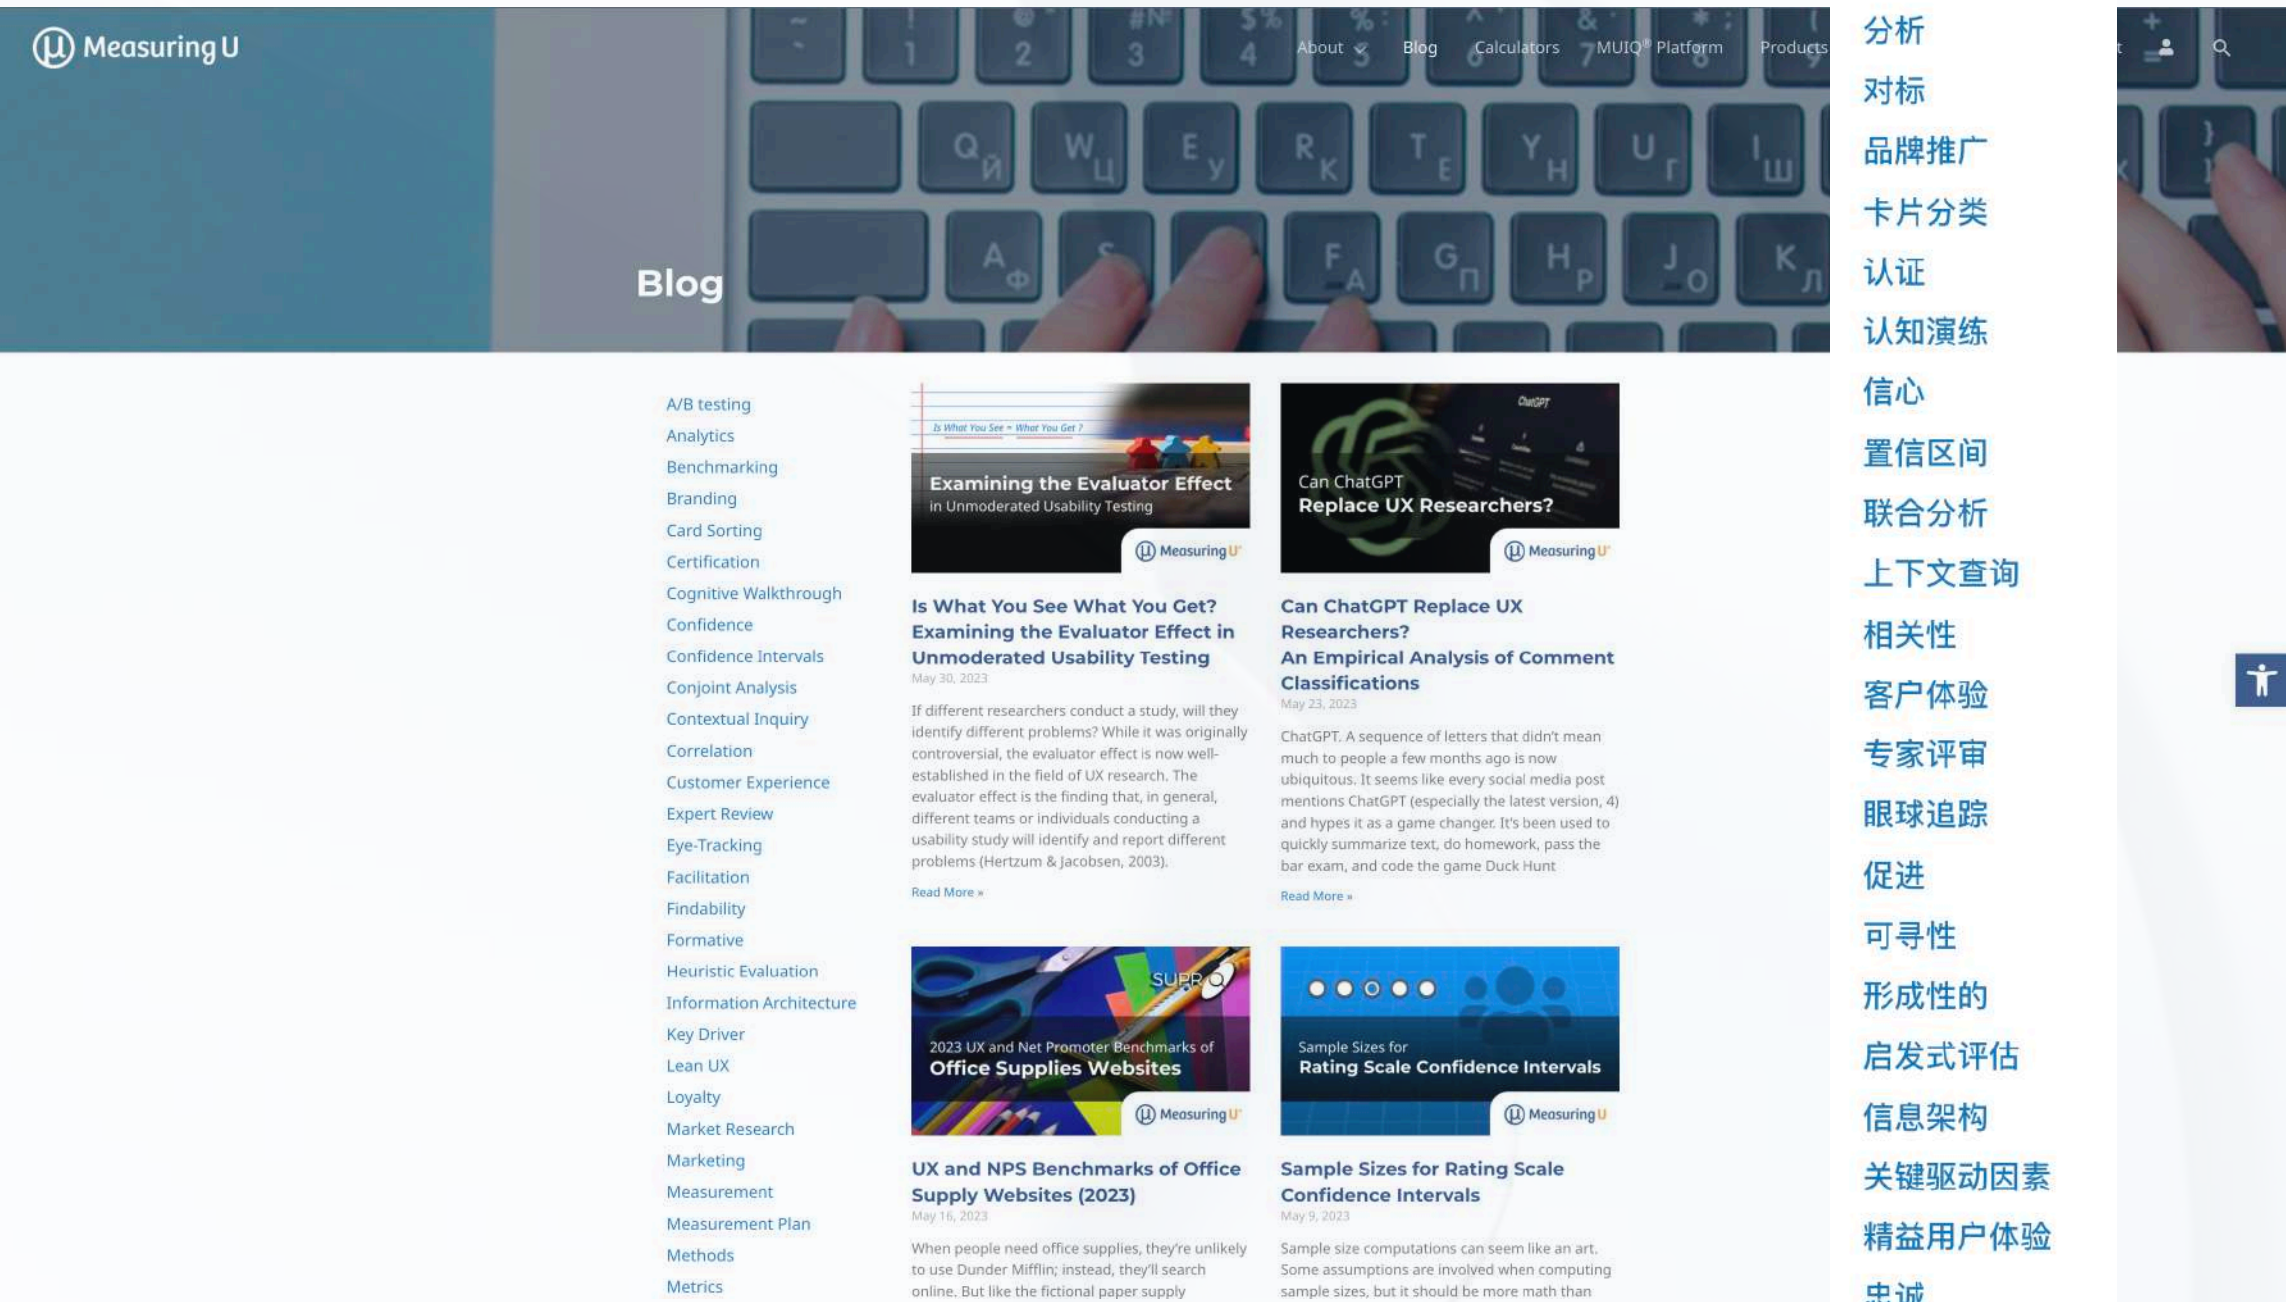 MeasuringU
About
Blog
Calculators
MUIQ® Platform
Products
Blog
A/B testing
Analytics
Benchmarking
Branding
Card Sorting
Certification
Cognitive Walkthrough
Confidence
Confidence Intervals
Conjoint Analysis
Contextual Inquiry
Correlation
Customer Experience
Expert Review
Eye-Tracking
Facilitation
Findability
Formative
Heuristic Evaluation
Information Architecture
Key Driver
Lean UX
Loyalty
Market Research
Marketing
Measurement
Measurement Plan
Methods
Metrics
Is What You See = What You Get ?
Examining the Evaluator Effect
in Unmoderated Usability Testing
MeasuringU
Is What You See What You Get?
Examining the Evaluator Effect in
Unmoderated Usability Testing
May 30, 2023
If different researchers conduct a study, will they
identify different problems? While it was originally
controversial, the evaluator effect is now well-
established in the field of UX research. The
evaluator effect is the finding that, in general,
different teams or individuals conducting a
usability study will identify and report different
problems (Hertzum & Jacobsen, 2003).
Read More »
ChatGPT
Can ChatGPT
Replace UX Researchers?
MeasuringU
Can ChatGPT Replace UX
Researchers?
An Empirical Analysis of Comment
Classifications
May 23, 2023
ChatGPT. A sequence of letters that didn't mean
much to people a few months ago is now
ubiquitous. It seems like every social media post
mentions ChatGPT (especially the latest version, 4)
and hypes it as a game changer. It's been used to
quickly summarize text, do homework, pass the
bar exam, and code the game Duck Hunt
Read More »
SUPR Q
2023 UX and Net Promoter Benchmarks of
Office Supplies Websites
MeasuringU
UX and NPS Benchmarks of Office
Supply Websites (2023)
May 16, 2023
When people need office supplies, they're unlikely
to use Dunder Mifflin; instead, they'll search
online. But like the fictional paper supply
Sample Sizes for
Rating Scale Confidence Intervals
MeasuringU
Sample Sizes for Rating Scale
Confidence Intervals
May 9, 2023
Sample size computations can seem like an art.
Some assumptions are involved when computing
sample sizes, but it should be more math than
分析
对标
品牌推广
卡片分类
认证
认知演练
信心
置信区间
联合分析
上下文查询
相关性
客户体验
专家评审
眼球追踪
促进
可寻性
形成性的
启发式评估
信息架构
关键驱动因素
精益用户体验
忠诚